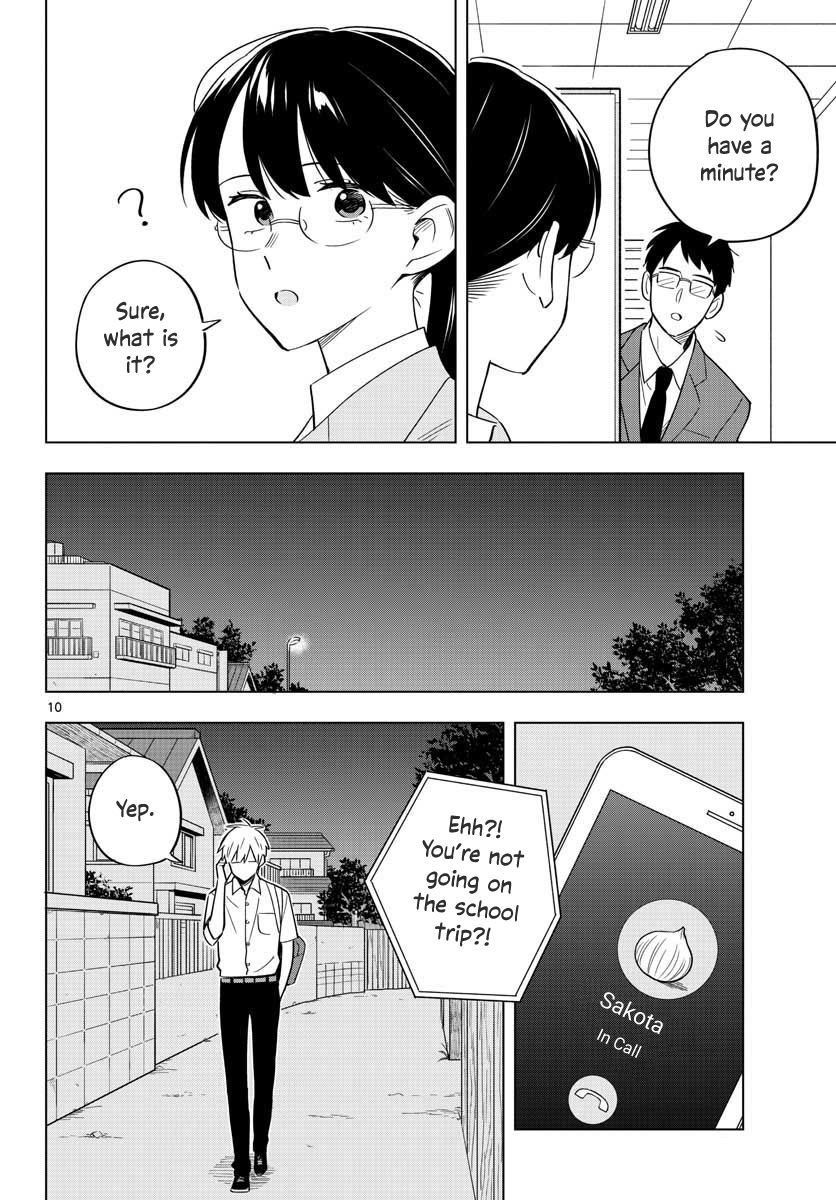 Do you
have a
minute?
?
Sure,
what is
it?
10
Ehh?!
You're not
going on
the school
trip?!
Sakota
In Call
Yep.